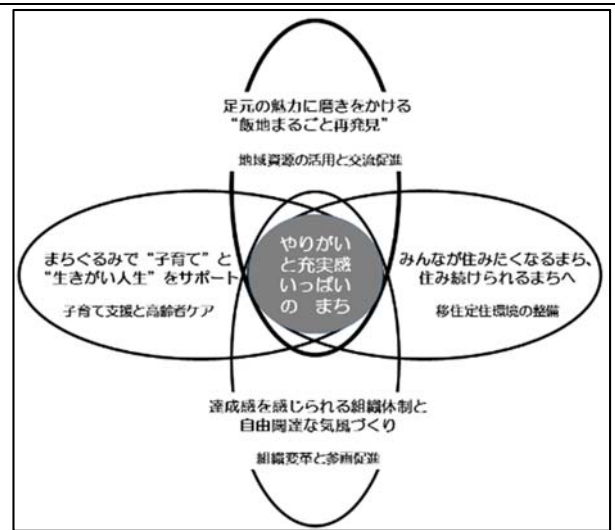 足元の魅力に磨きをかける
“飯地まるごと再発見”
地域資源の活用と交流促進
まちぐるみで“子育て”と
“生きがい人生”をサポート
子育て支援と高齢者ケア
やりがい
と充実感
いっぱい
の まち
みんなが住みたくなるまち、
住み続けられるまちへ
移住定住環境の整備
達成感を感じられる組織体制と
自由闊達な気風づくり
組織変革と参画促進